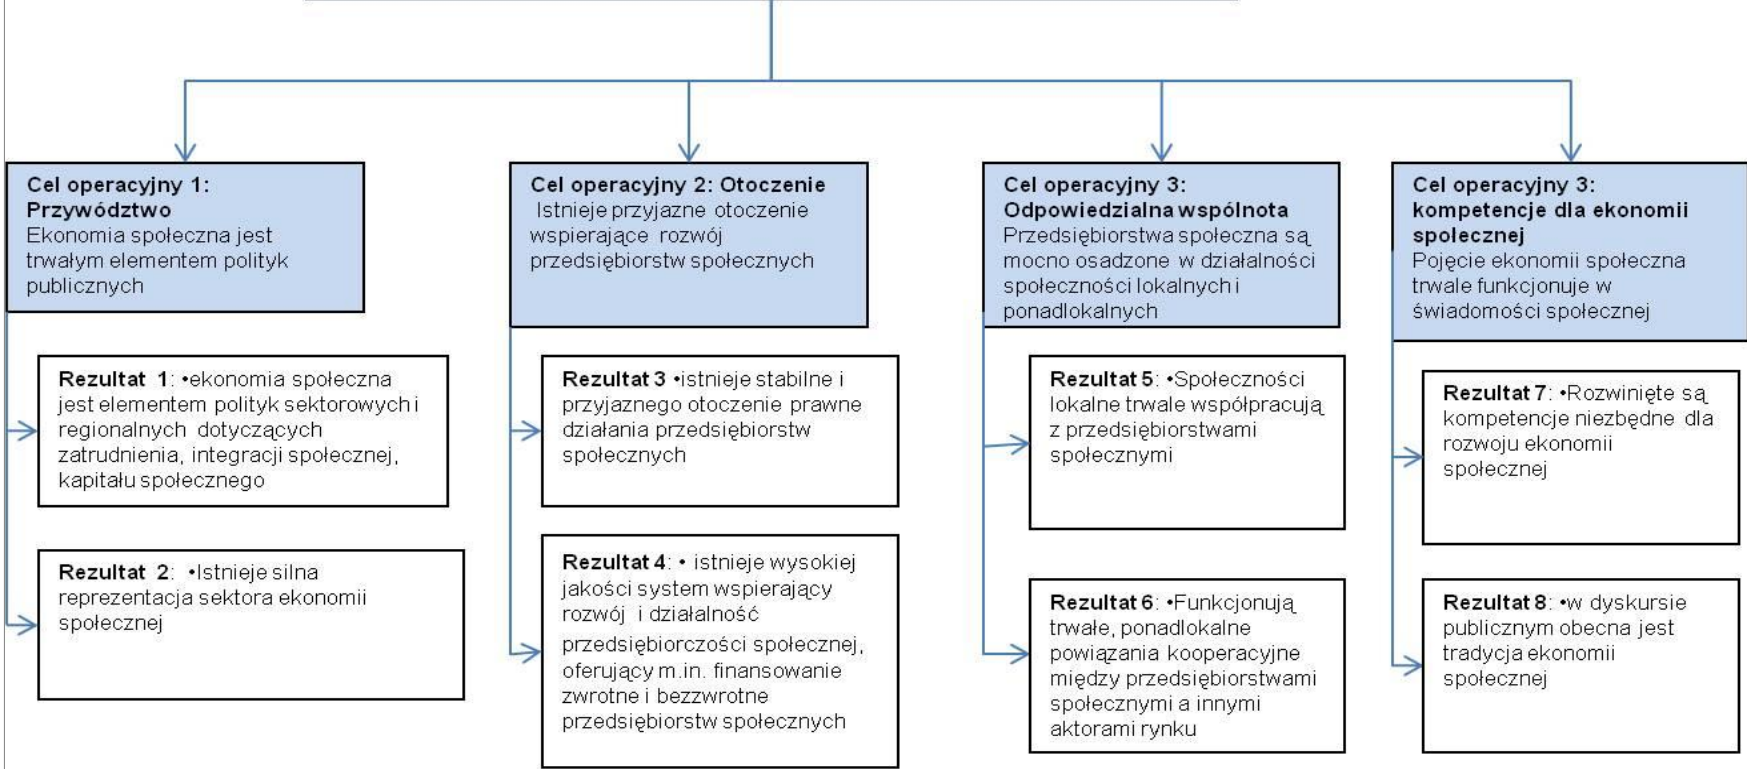 Cel operacyjny 1:
Przywództwo
Ekonomia społeczna jest
trwałym elementem polityk
publicznych
Rezultat 1: •ekonomia społeczna
jest elementem polityk sektorowych i
regionalnych dotyczących
zatrudnienia, integracji społecznej,
kapitału społecznego
Rezultat 2: •Istnieje silna
reprezentacja sektora ekonomii
społecznej
Cel operacyjny 2: Otoczenie
Istnieje przyjazne otoczenie
wspierające rozwój
przedsiębiorstw społecznych
Rezultat 3 •istnieje stabilne i
przyjaznego otoczenie prawne
działania przedsiębiorstw
społecznych
Rezultat 4: • istnieje wysokiej
jakości system wspierający
rozwój i działalność
przedsiębiorczości społecznej,
oferujący m.in. finansowanie
zwrotne i bezzwrotne
przedsiębiorstw społecznych
Cel operacyjny 3:
Odpowiedzialna wspólnota
Przedsiębiorstwa społeczna są
mocno osadzone w działalności
społeczności lokalnych i
ponadlokalnych
Rezultat 5: •Społeczności
lokalne trwale współpracują
z przedsiębiorstwami
społecznymi
Rezultat 6: •Funkcjonują
trwałe, ponadlokalne
powiązania kooperacyjne
między przedsiębiorstwami
społecznymi a innymi
aktorami rynku
Cel operacyjny 3:
kompetencje dla ekonomii
społecznej
Pojęcie ekonomii społeczna
trwale funkcjonuje w
świadomości społecznej
Rezultat 7: •Rozwinięte są
kompetencje niezbędne dla
rozwoju ekonomii
społecznej
Rezultat 8: •w dyskursie
publicznym obecna jest
tradycja ekonomii
społecznej